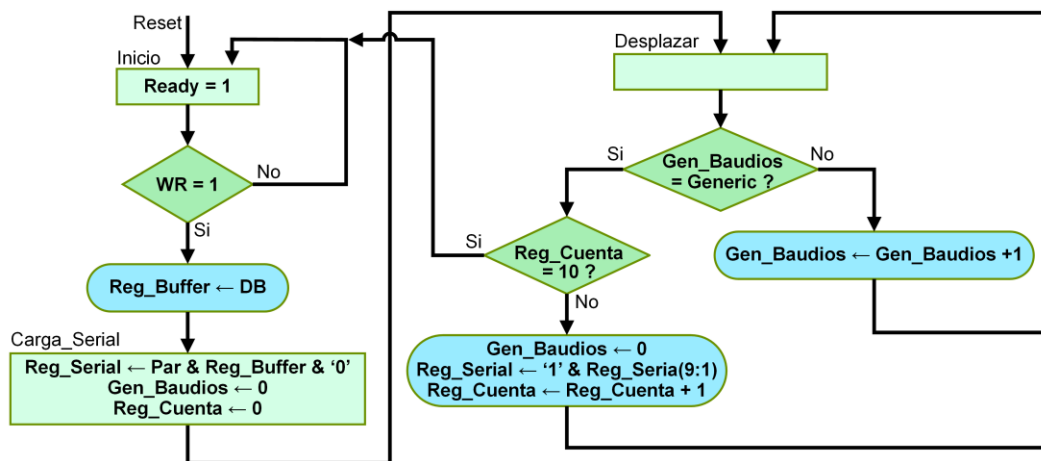 Reset
Inicio
Ready = 1
WR = 1
No
Si
Reg_Buffer ← DB
Carga_Serial
Reg_Serial ← Par & Reg_Buffer & ‘0’
Gen_Baudios ← 0
Reg_Cuenta ← 0
Desplazar
Gen_Baudios
= Generic ?
Si
No
Reg_Cuenta
= 10 ?
Si
No
Gen_Baudios ← Gen_Baudios +1
Gen_Baudios ← 0
Reg_Serial ← ‘1’ & Reg_Seria(9:1)
Reg_Cuenta ← Reg_Cuenta + 1